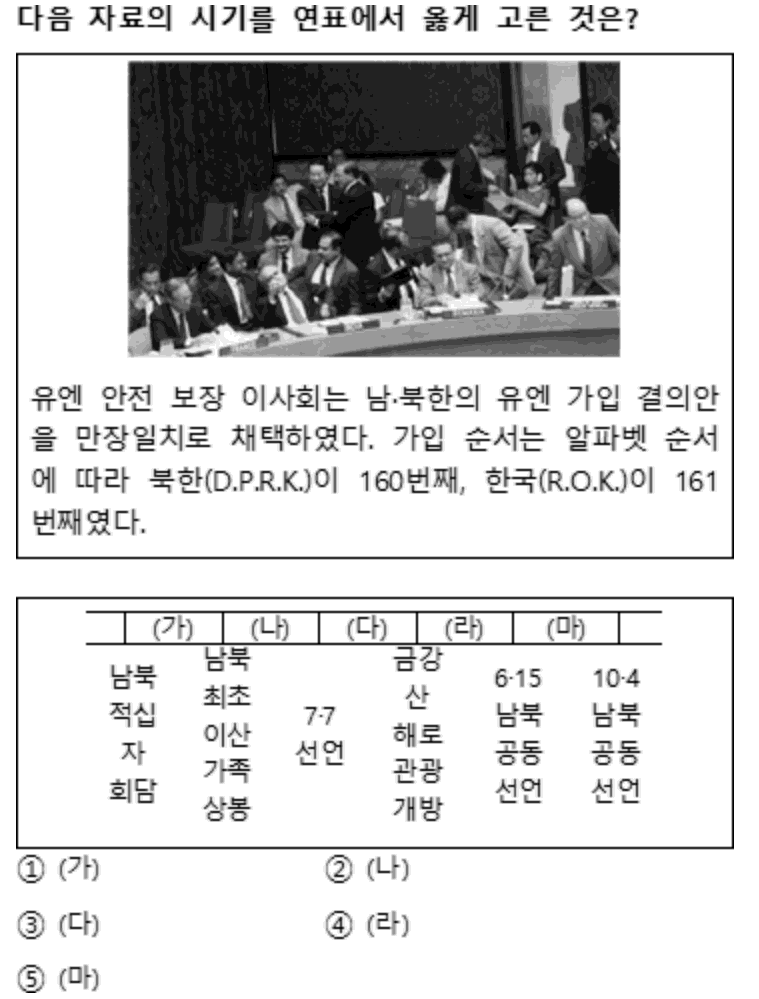 다음 자료의 시기를 연표에서 옳게 고른 것은?
유엔 안전 보장 이사회는 남·북한의 유엔 가입 결의안
을 만장일치로 채택하였다. 가입 순서는 알파벳 순서
에 따라 북한(D.P.R.K.)이 160번째, 한국(R.O.K.)이 161
번째였다.
(가) (나) (다) (라) (마)
남북
적십
자
회담
남북
최초
이산
가족
상봉
7·7
선언
금강
산
해로
관광
개방
6·15
남북
공동
선언
10·4
남북
공동
선언
① (가) ② (나)
③ (다) ④ (라)
⑤ (마)